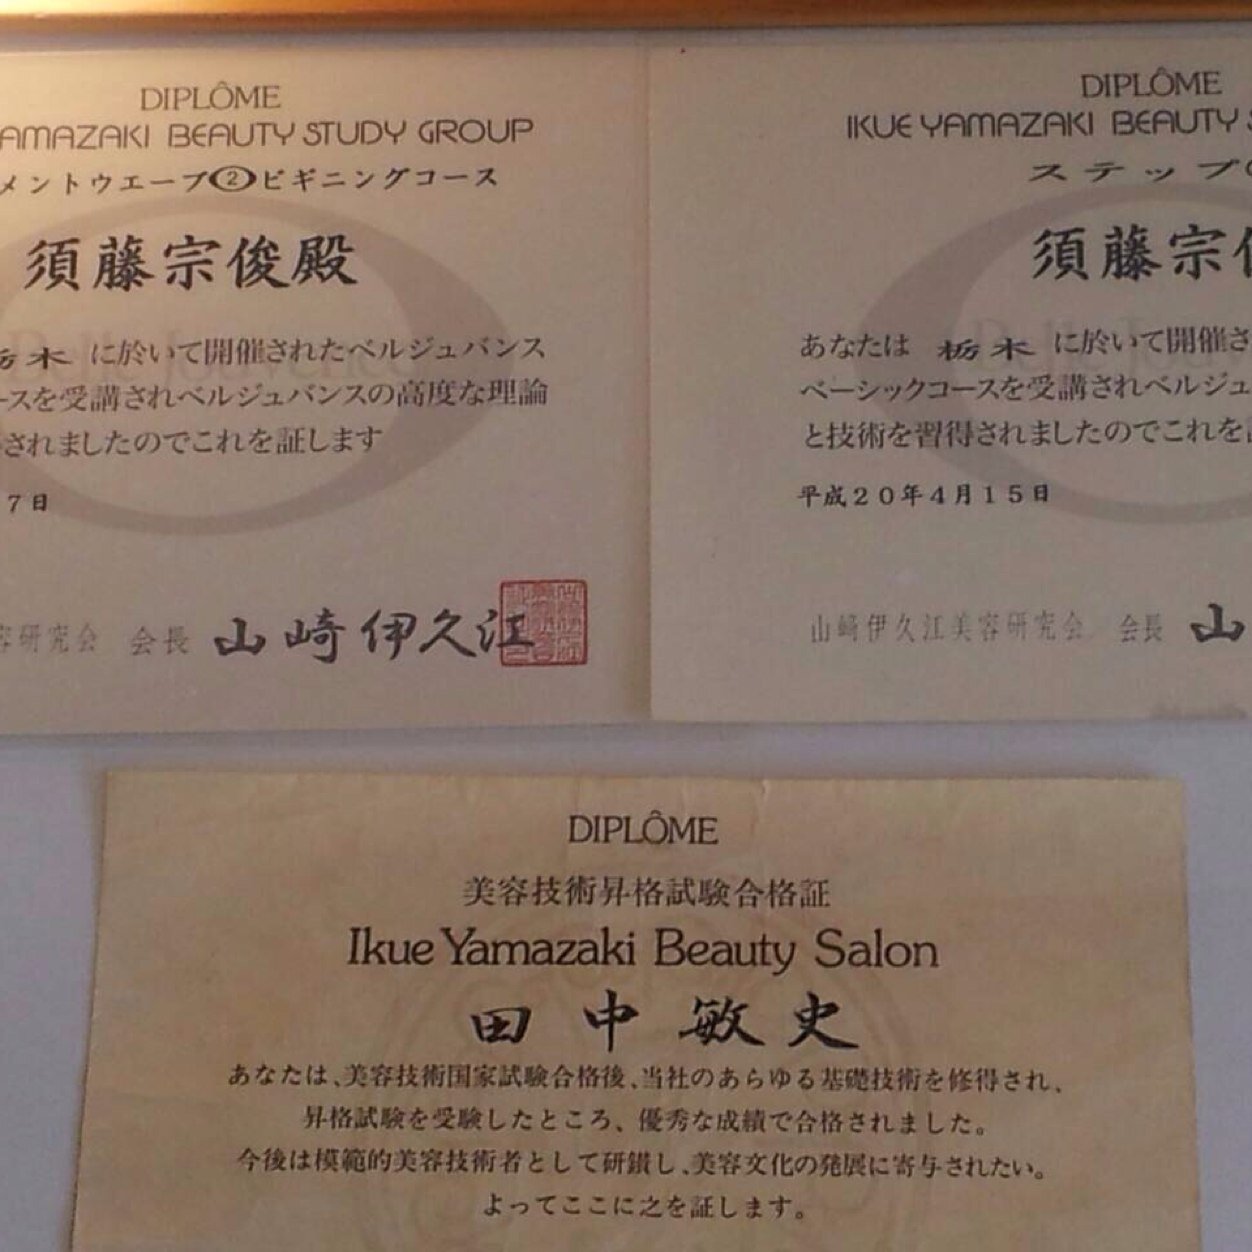 DIPLÔME
YAMAZAKI BEAUTY STUDY GROUP
メントウエーブ②ビギニングコース
須藤宗俊殿
栃木 に於いて開催されたベルジュバンス
ースを受講されベルジュバンスの高度な理論
されましたのでこれを証します
7日
容研究会 会長 山崎伊久江
DIPLÔME
IKUE YAMAZAKI BEAUTY S
ステップ
須藤宗俊
あなたは 栃木 に於いて開催さ
ベーシックコースを受講されベルジュ
と技術を習得されましたのでこれを証
平成20年4月15日
山崎伊久江美容研究会 会長 山
DIPLÔME
美容技術昇格試験合格証
Ikue Yamazaki Beauty Salon
田中敏史
あなたは、美容技術国家試験合格後、当社のあらゆる基礎技術を修得され、
昇格試験を受験したところ、優秀な成績で合格されました。
今後は模範的美容技術者として研鑚し、美容文化の発展に寄与されたい。
よってここに之を証します。